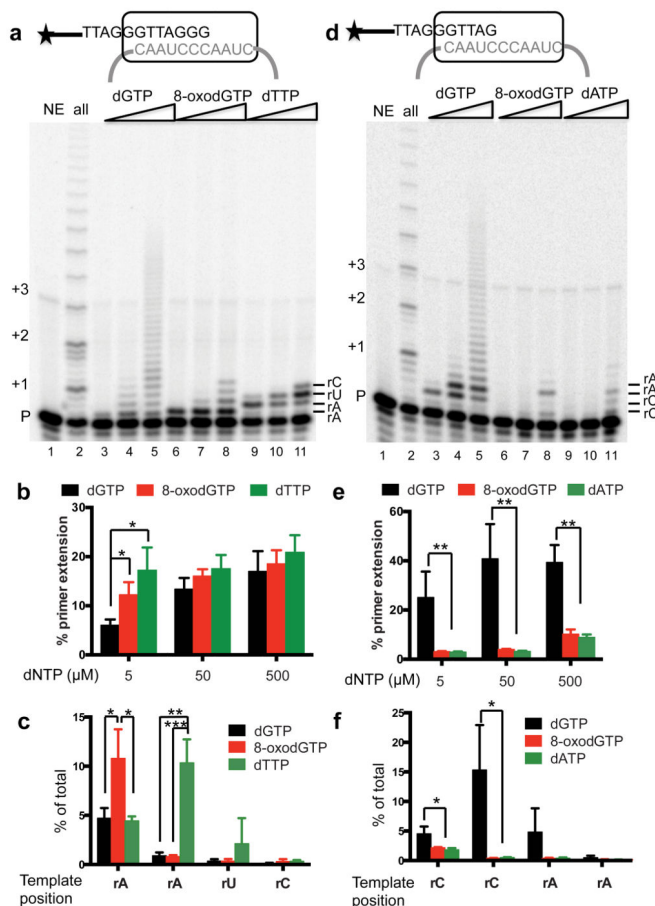 a
TTAGGGTTAGGG
CAAUCCCAAUC
dGTP 8-oxodGTP dTTP
NE all
+3
+2
+1
P
rC
rU
rA
rA
1 2 3 4 5 6 7 8 9 10 11
b
dGTP 8-oxodGTP dTTP
% primer extension
30
20
10
0
* *
dNTP (µM) 5 50 500
c
% of total
15
10
5
0
* * ** ***
dGTP
8-oxodGTP
dTTP
Template position rA rA rU rC
d
TTAGGGTTAG
CAAUCCCAAUC
dGTP 8-oxodGTP dATP
NE all
+3
+2
+1
P
rA
rA
rC
rC
1 2 3 4 5 6 7 8 9 10 11
e
dGTP 8-oxodGTP dATP
% primer extension
60
40
20
0
** ** **
dNTP (µM) 5 50 500
f
% of total
25
20
15
10
5
0
* *
dGTP
8-oxodGTP
dATP
Template position rC rC rA rA